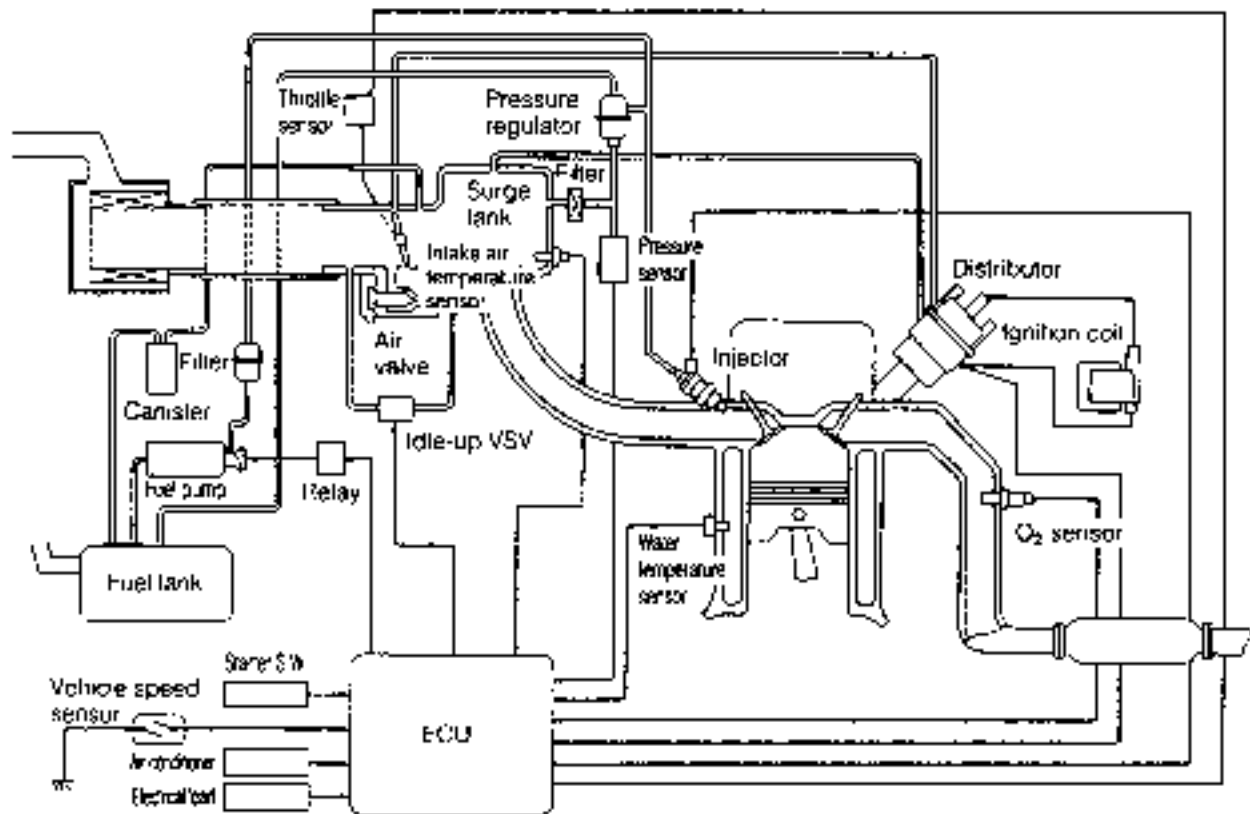 Throttle
sensor
Pressure
regulator
Filter
Surge
tank
Intake air
temperature
sensor
Pressure
sensor
Distributor
Ignition coil
Injector
Air
valve
Filter
Canister
Idle-up VSV
Fuel pump
Relay
O₂ sensor
Water
temperature
sensor
Fuel tank
Starter S/W
Vehicle speed
sensor
ECU
Air conditioner
Electrical load